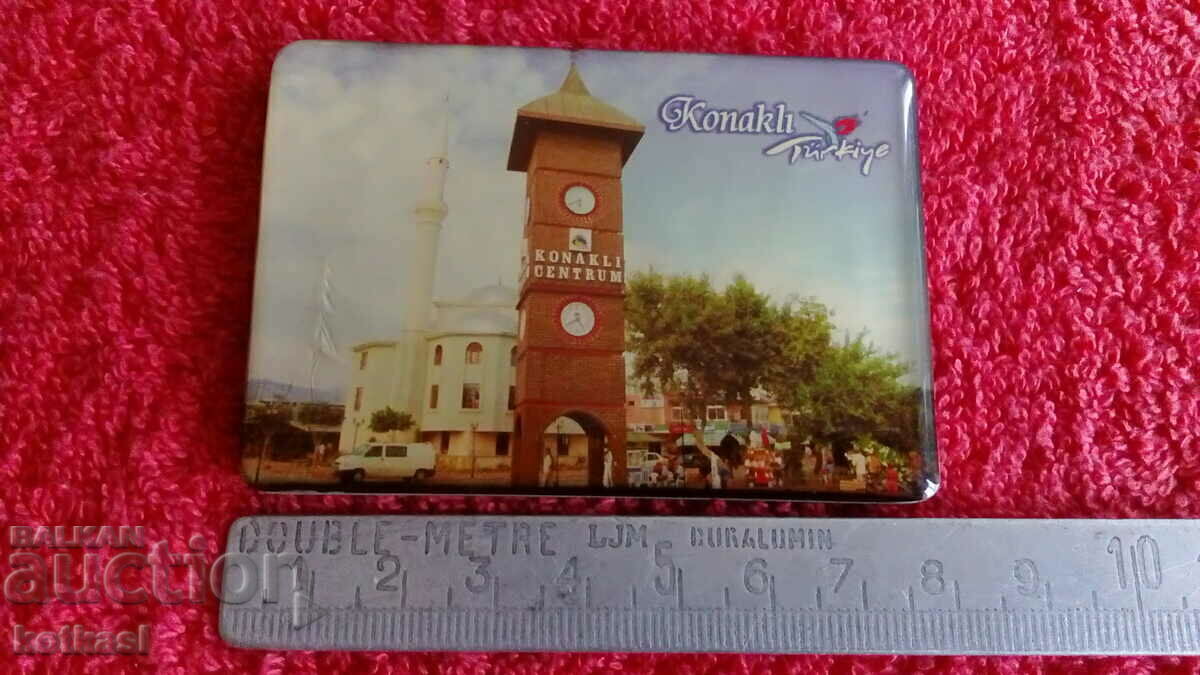 Konaklı
Türkiye
KONAKLI
CENTRUM
DOUBLE-METRE LJM DURALUMIN
1 2 3 4 5 6 7 8 9 10
BALKAN
auction
kotkasl